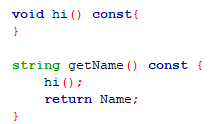 void hi() const{
}
string getName() const {
hi();
return Name;
}